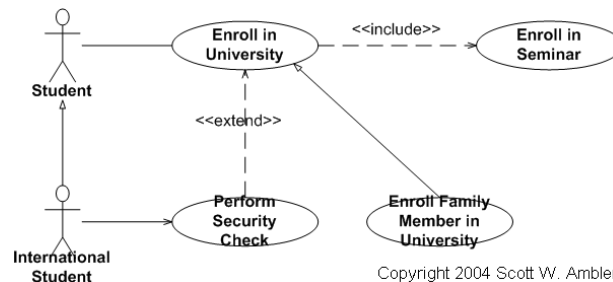 Enroll in
University
<<include>>
Enroll in
Seminar
Student
<<extend>>
Perform
Security
Check
Enroll Family
Member in
University
International
Student
Copyright 2004 Scott W. Ambler